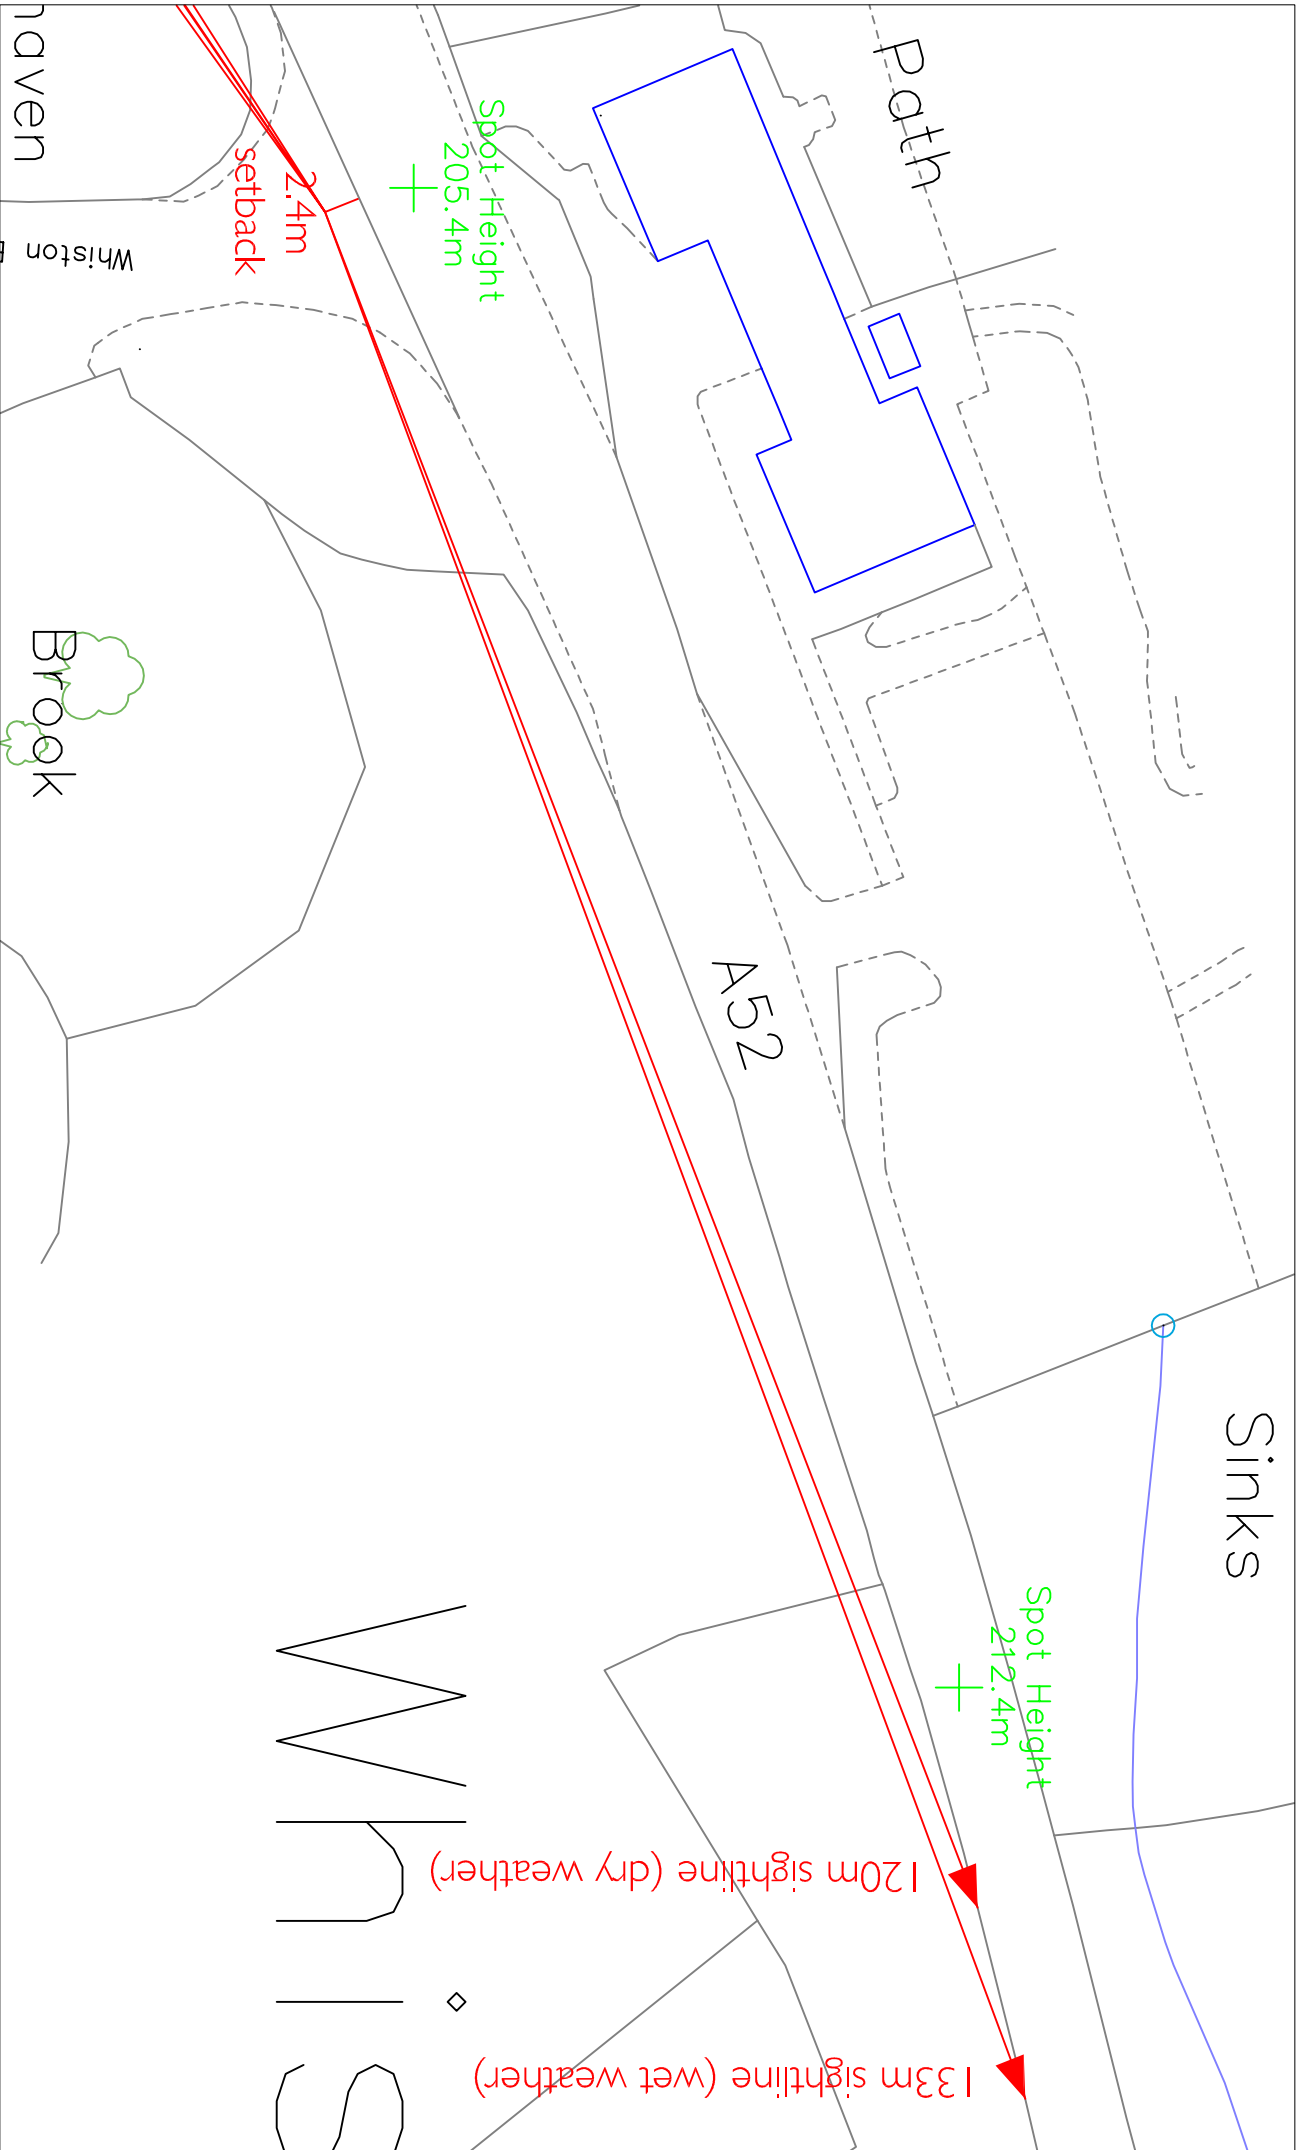 Path
Spot Height
205.4m
2.4m
setback
Whiston
Brook
A52
Sinks
Spot Height
212.4m
120m sightline (dry weather)
133m sightline (wet weather)
Whis
haven